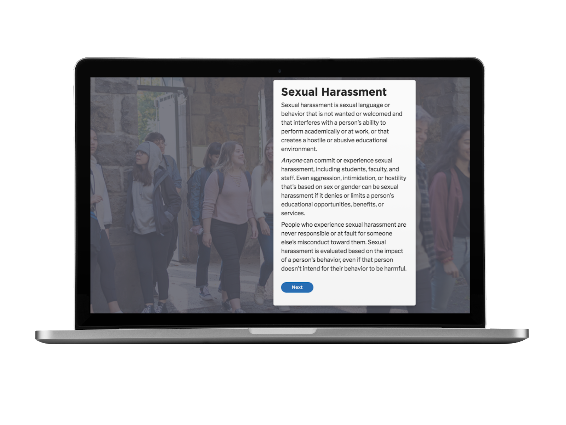 Sexual Harassment
Sexual harassment is sexual language or
behavior that is not wanted or welcomed and
that interferes with a person's ability to
perform academically or at work, or that
creates a hostile or abusive educational
environment.
Anyone can commit or experience sexual
harassment, including students, faculty, and
staff. Even aggression, intimidation, or hostility
that's based on sex or gender can be sexual
harassment if it denies or limits a person's
educational opportunities, benefits, or
services.
People who experience sexual harassment are
never responsible or at fault for someone
else's misconduct toward them. Sexual
harassment is evaluated based on the impact
of a person's behavior, even if that person
doesn't intend for their behavior to be harmful.
Next